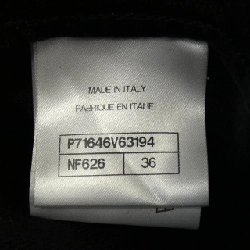 MADE IN ITALY
FABRIQUE EN ITALIE
P71646V63194
NF626 36